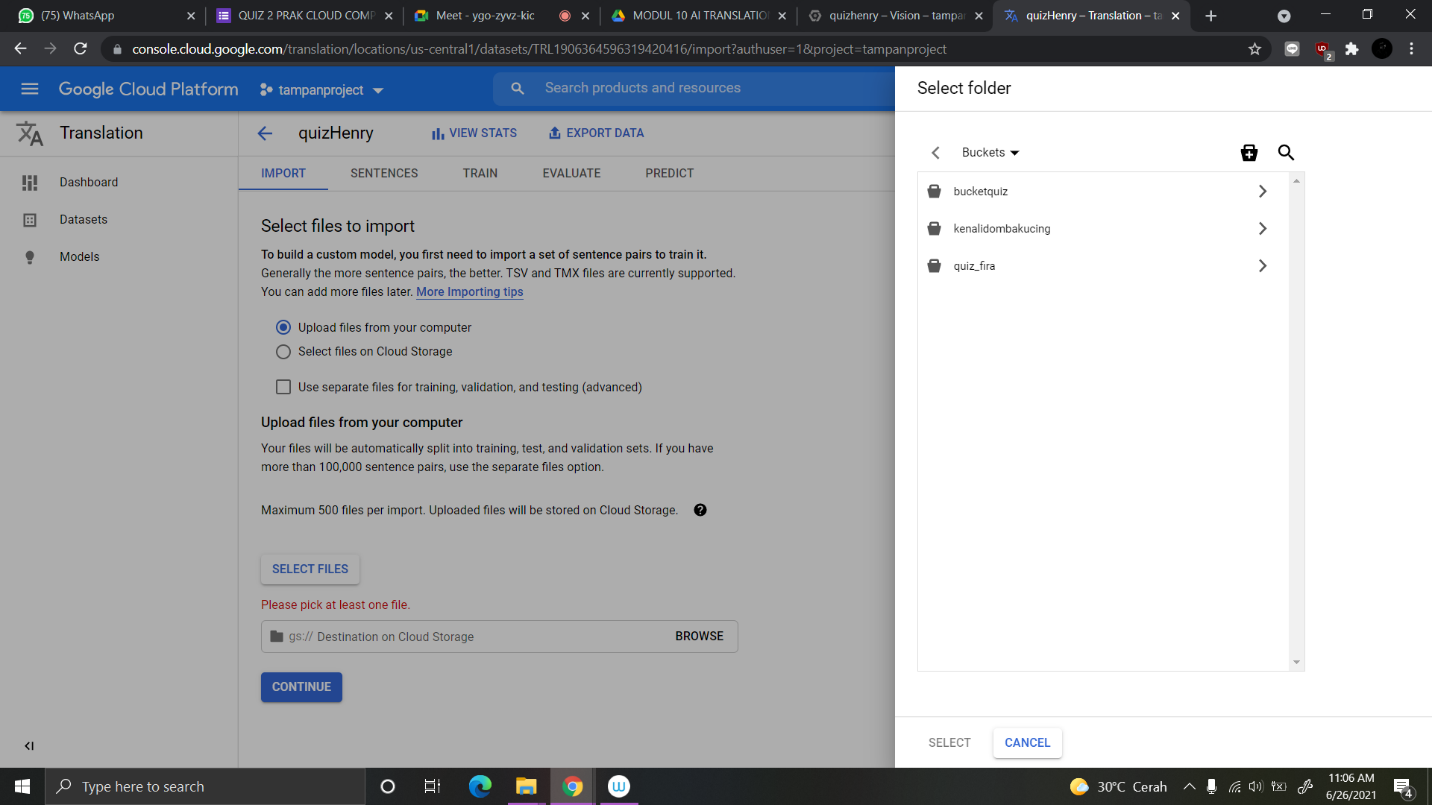 (75) WhatsApp
QUIZ 2 PRAK CLOUD COMP
Meet - ygo-zyvz-kic
MODUL 10 AI TRANSLATIO
quizhenry – Vision – tampa
quizHenry – Translation – ta
console.cloud.google.com/translation/locations/us-central1/datasets/TRL1906364596319420416/import?authuser=1&project=tampanproject
2
Google Cloud Platform
tampanproject
Search products and resources
Translation
Dashboard
Datasets
Models
quizHenry
VIEW STATS
EXPORT DATA
IMPORT
SENTENCES
TRAIN
EVALUATE
PREDICT
Select files to import
To build a custom model, you first need to import a set of sentence pairs to train it.
Generally the more sentence pairs, the better. TSV and TMX files are currently supported.
You can add more files later. More Importing tips
Upload files from your computer
Select files on Cloud Storage
Use separate files for training, validation, and testing (advanced)
Upload files from your computer
Your files will be automatically split into training, test, and validation sets. If you have
more than 100,000 sentence pairs, use the separate files option.
Maximum 500 files per import. Uploaded files will be stored on Cloud Storage.
SELECT FILES
Please pick at least one file.
gs:// Destination on Cloud Storage
BROWSE
CONTINUE
Select folder
Buckets
bucketquiz
kenalidombakucing
quiz_fira
SELECT
CANCEL
Type here to search
30°C Cerah
11:06 AM
6/26/2021
4